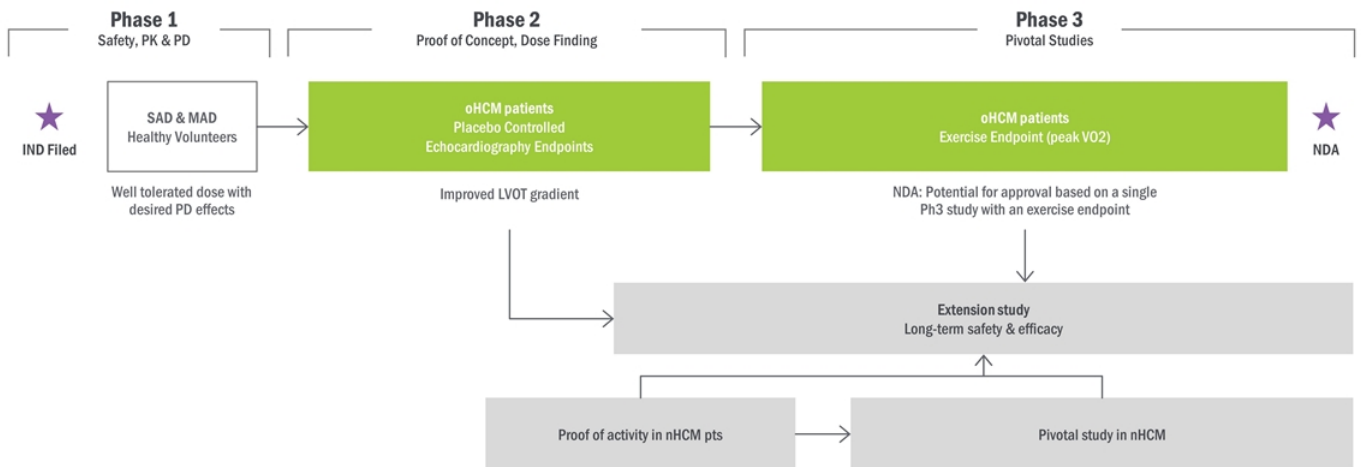 Phase 1
Safety, PK & PD
Phase 2
Proof of Concept, Dose Finding
Phase 3
Pivotal Studies
IND Filed
SAD & MAD
Healthy Volunteers
oHCM patients
Placebo Controlled
Echocardiography Endpoints
oHCM patients
Exercise Endpoint (peak VO2)
NDA
Well tolerated dose with
desired PD effects
Improved LVOT gradient
NDA: Potential for approval based on a single
Ph3 study with an exercise endpoint
Extension study
Long-term safety & efficacy
Proof of activity in nHCM pts
Pivotal study in nHCM